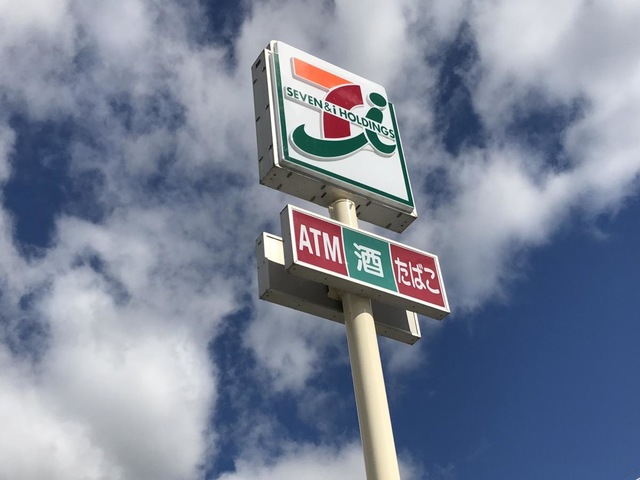 SEVEN & i HOLDINGS
ATM 酒 たばこ